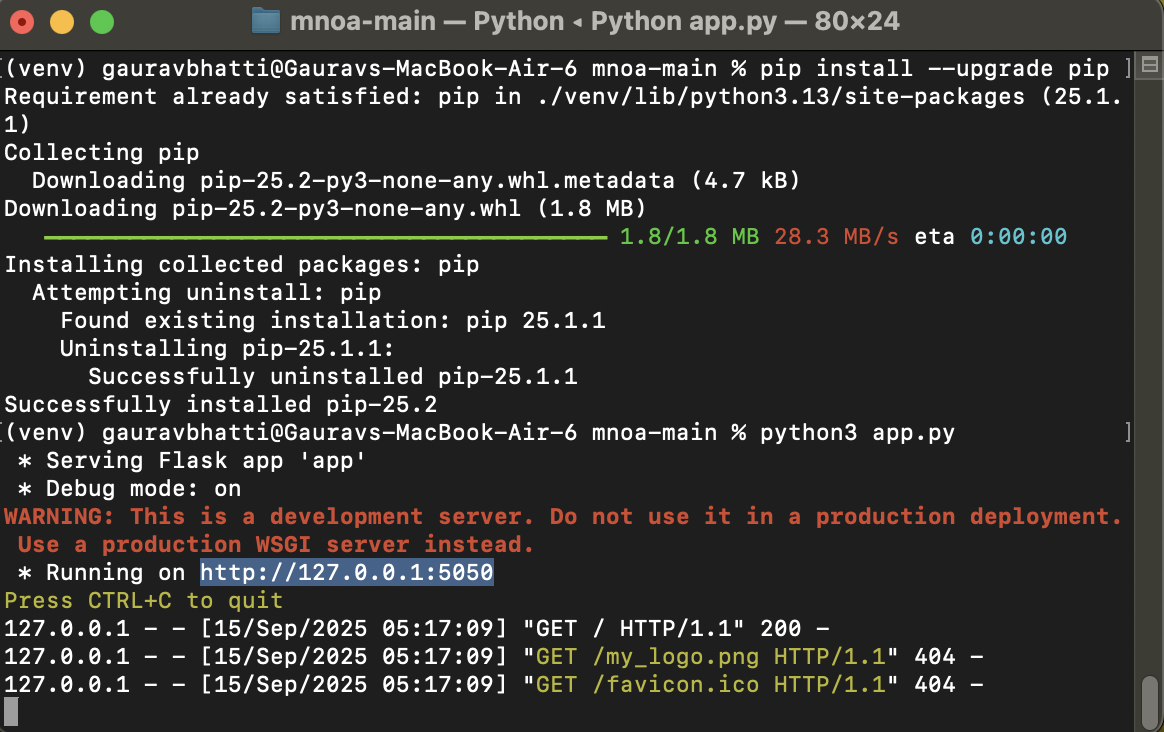 mnoa-main — Python ◂ Python app.py — 80×24
(venv) gauravbhatti@Gauravs-MacBook-Air-6 mnoa-main % pip install --upgrade pip
Requirement already satisfied: pip in ./venv/lib/python3.13/site-packages (25.1.
1)
Collecting pip
  Downloading pip-25.2-py3-none-any.whl.metadata (4.7 kB)
Downloading pip-25.2-py3-none-any.whl (1.8 MB)
1.8/1.8 MB 28.3 MB/s eta 0:00:00
Installing collected packages: pip
  Attempting uninstall: pip
    Found existing installation: pip 25.1.1
    Uninstalling pip-25.1.1:
      Successfully uninstalled pip-25.1.1
Successfully installed pip-25.2
(venv) gauravbhatti@Gauravs-MacBook-Air-6 mnoa-main % python3 app.py
 * Serving Flask app 'app'
 * Debug mode: on
WARNING: This is a development server. Do not use it in a production deployment.
 Use a production WSGI server instead.
 * Running on http://127.0.0.1:5050
Press CTRL+C to quit
127.0.0.1 - - [15/Sep/2025 05:17:09] "GET / HTTP/1.1" 200 -
127.0.0.1 - - [15/Sep/2025 05:17:09] "GET /my_logo.png HTTP/1.1" 404 -
127.0.0.1 - - [15/Sep/2025 05:17:09] "GET /favicon.ico HTTP/1.1" 404 -